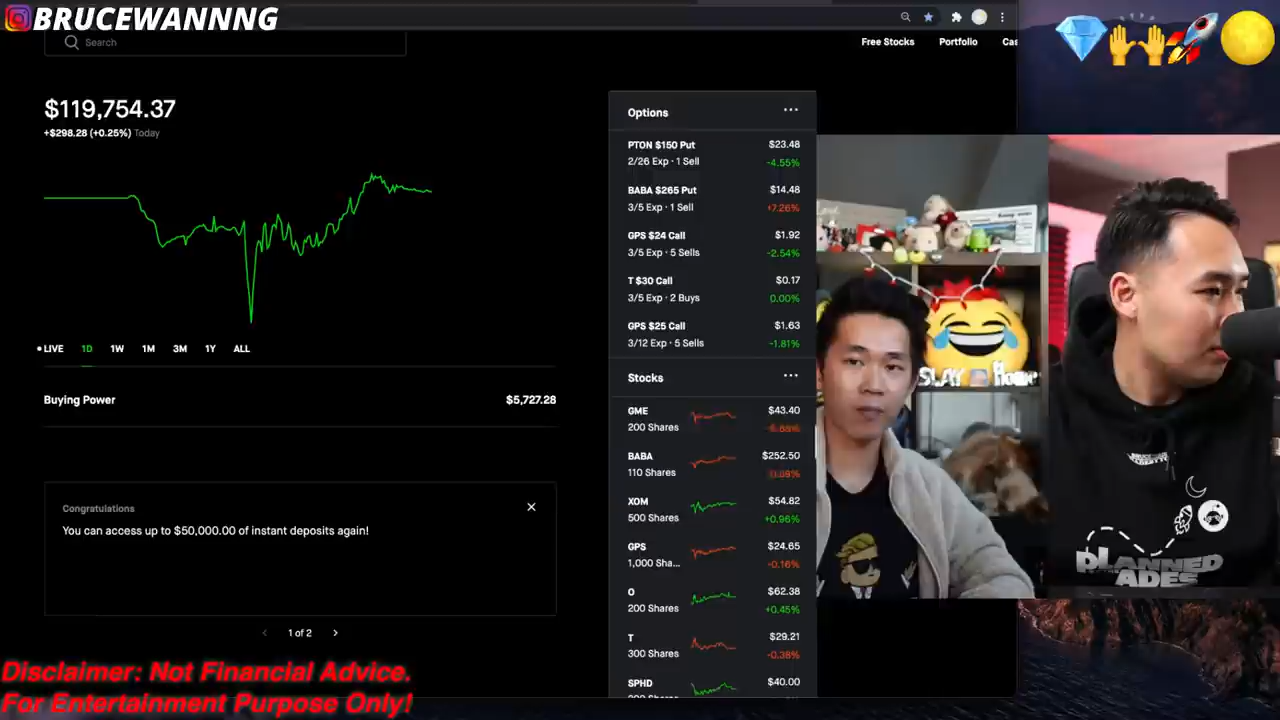 BRUCEWANNNG
Search
Free Stocks
Portfolio
Cas
$119,754.37
+$298.28 (+0.25%) Today
LIVE
1D
1W
1M
3M
1Y
ALL
Buying Power
$5,727.28
Congratulations
You can access up to $50,000.00 of instant deposits again!
1 of 2
Options
PTON $150 Put
$23.48
2/26 Exp · 1 Sell
-4.55%
BABA $265 Put
$14.48
3/5 Exp · 1 Sell
+7.26%
GPS $24 Call
$1.92
3/5 Exp · 5 Sells
-2.54%
T $30 Call
$0.17
3/5 Exp · 2 Buys
0.00%
GPS $25 Call
$1.63
3/12 Exp · 5 Sells
-1.81%
Stocks
GME
$43.40
200 Shares
BABA
$252.50
110 Shares
XOM
$54.82
500 Shares
+0.96%
GPS
$24.65
1,000 Sha...
-0.16%
O
$62.38
200 Shares
+0.45%
T
$29.21
300 Shares
-0.38%
SPHD
$40.00
SLAY
House
PLANNED
Disclaimer: Not Financial Advice.
For Entertainment Purpose Only!